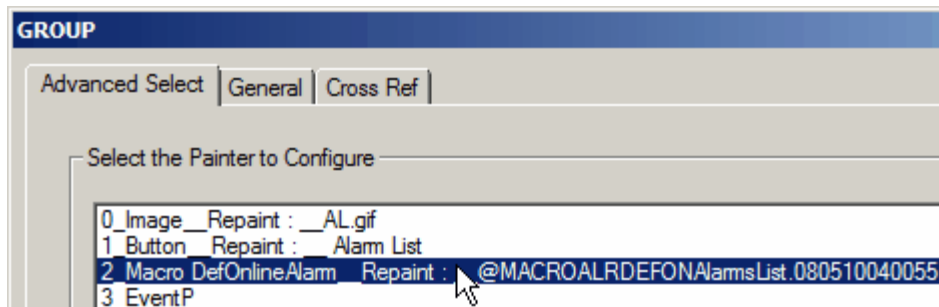 GROUP
Advanced Select General Cross Ref
Select the Painter to Configure
0_Image__Repaint : __AL.gif
1_Button__Repaint : __ Alarm List
2_Macro DefOnlineAlarm__Repaint : __@MACROALRDEFONAlarmsList.080510040055
3_EventP